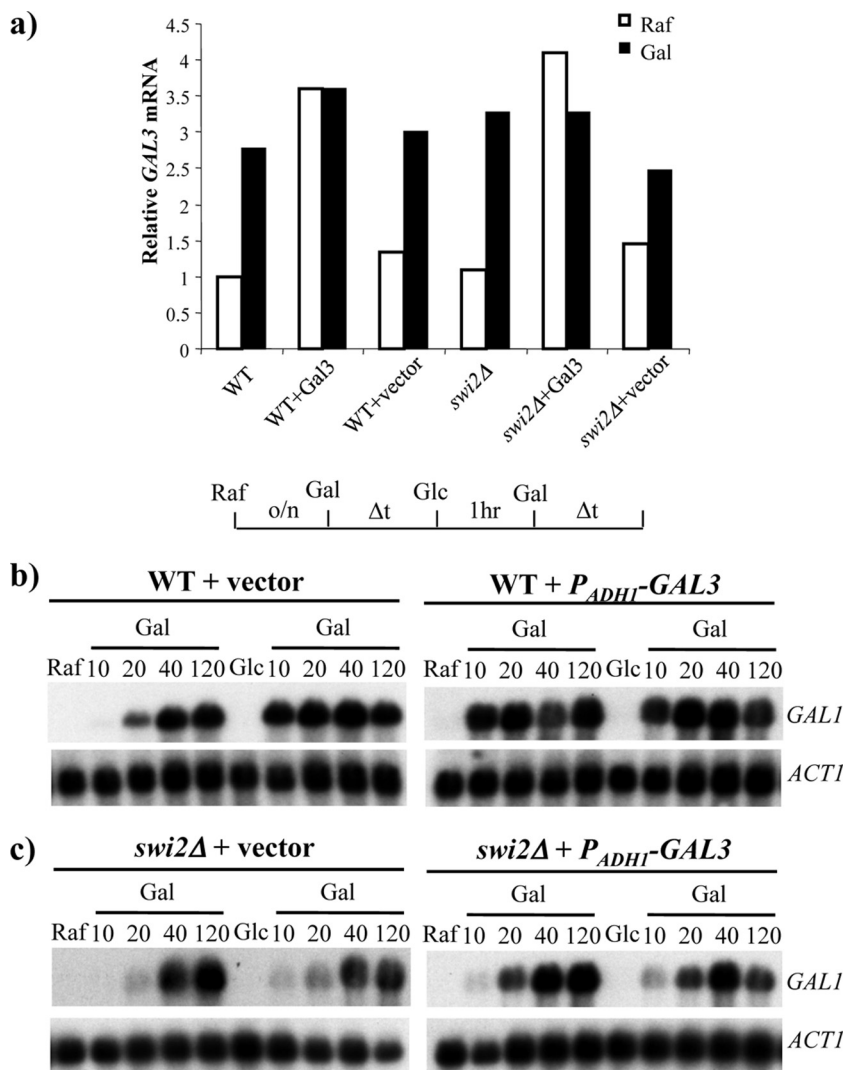 a)
4.5
4
3.5
3
2.5
2
1.5
1
0.5
0
Relative GAL3 mRNA
Raf
Gal
WT
WT+Gal3
WT+vector
swi2Δ
swi2Δ+Gal3
swi2Δ+vector
Raf Gal Glc Gal
o/n Δt 1hr Δt
b)
WT + vector WT + PADH1-GAL3
Gal Gal Gal Gal
Raf 10 20 40 120 Glc 10 20 40 120 Raf 10 20 40 120 Glc 10 20 40 120
GAL1
ACT1
c)
swi2Δ + vector swi2Δ + PADH1-GAL3
Gal Gal Gal Gal
Raf 10 20 40 120 Glc 10 20 40 120 Raf 10 20 40 120 Glc 10 20 40 120
GAL1
ACT1